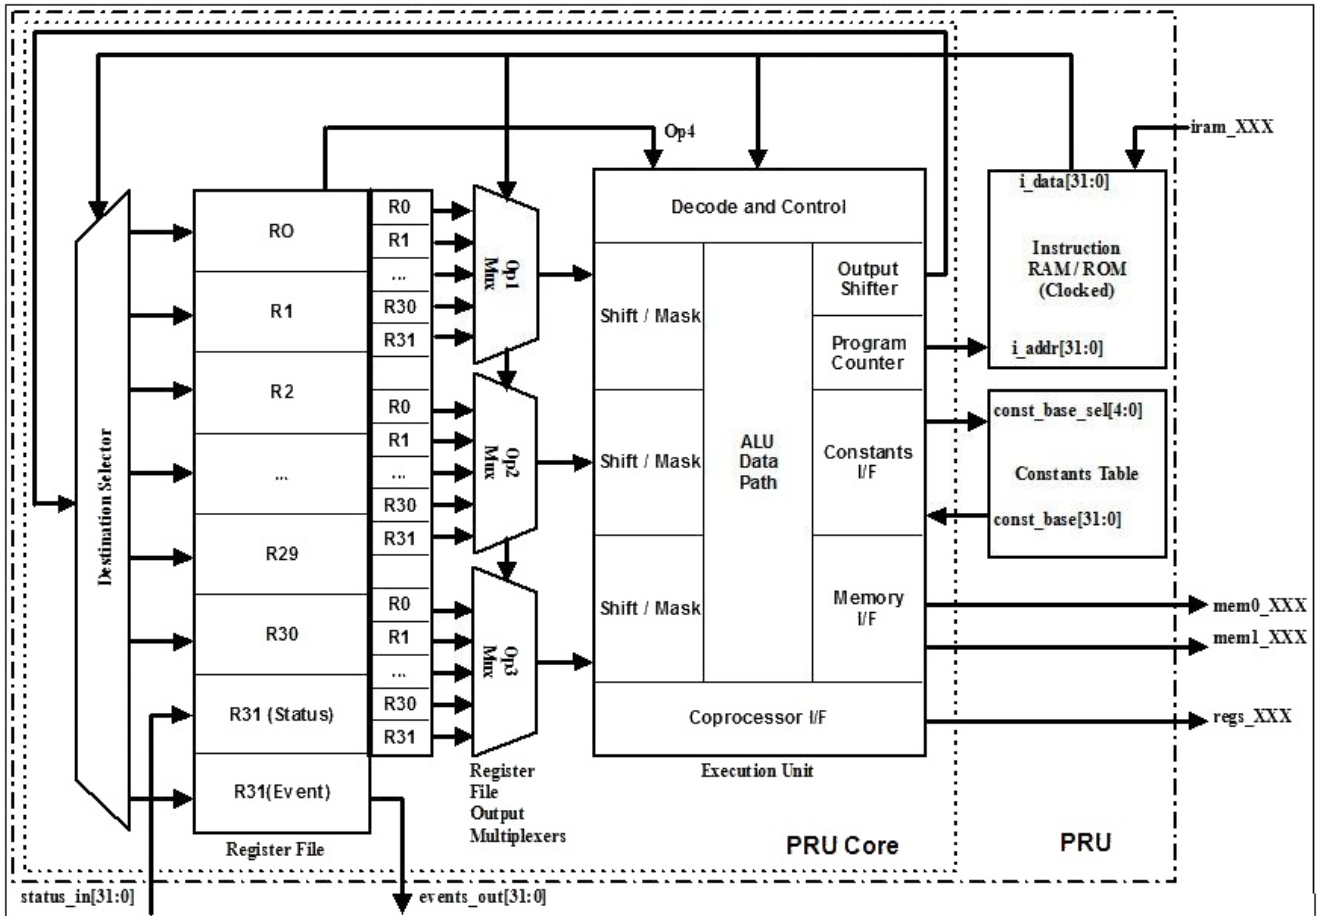 Op4
iram_XXX
i_data[31:0]
Instruction
RAM / ROM
(Clocked)
i_addr[31:0]
Destination Selector
RO
R1
R2
...
R29
R30
R31 (Status)
R31(Event)
Register File
R0
R1
...
R30
R31
R0
R1
...
R30
R31
R0
R1
...
R30
R31
Op1
Mux
Op2
Mux
Op3
Mux
Register
File
Output
Multiplexers
Decode and Control
Shift / Mask
Shift / Mask
Shift / Mask
ALU
Data
Path
Output
Shifter
Program
Counter
Constants
I/F
Memory
I/F
Coprocessor I/F
Execution Unit
const_base_sel[4:0]
Constants Table
const_base[31:0]
mem0_XXX
mem1_XXX
regs_XXX
PRU Core
PRU
status_in[31:0]
events_out[31:0]